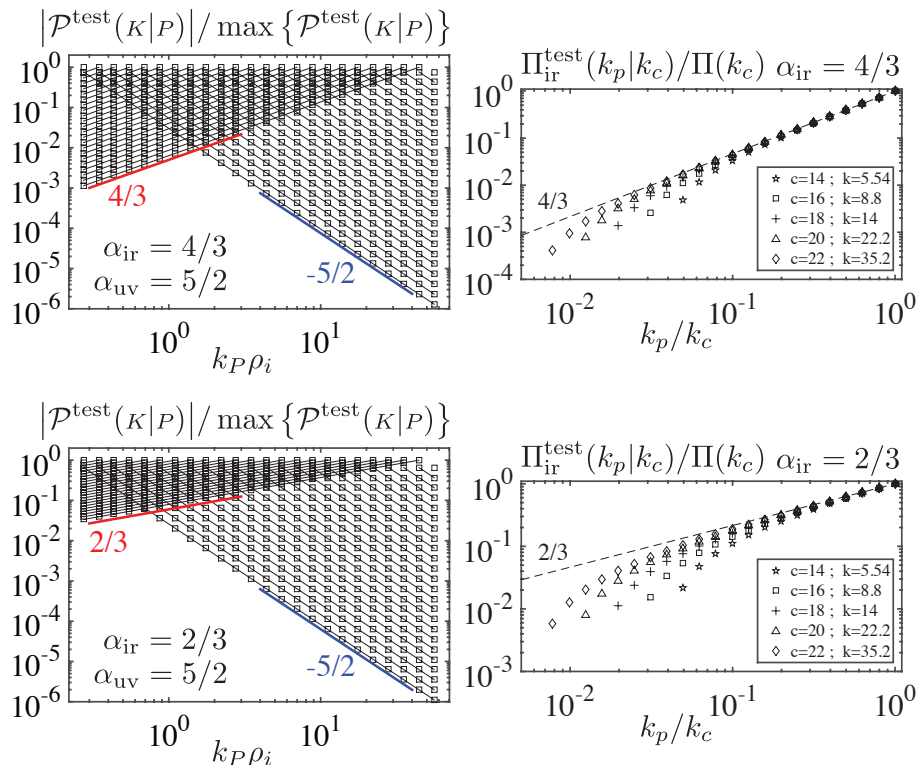 |𝒫^test(K|P)| / max {𝒫^test(K|P)}
10^0
10^-1
10^-2
10^-3
10^-4
10^-5
10^-6
4/3
-5/2
α_ir = 4/3
α_uv = 5/2
10^0 10^1
k_P ρ_i
Π_ir^test(k_p|k_c)/Π(k_c) α_ir = 4/3
10^0
10^-1
10^-2
10^-3
10^-4
4/3
c=14 ; k=5.54
c=16 ; k=8.8
c=18 ; k=14
c=20 ; k=22.2
c=22 ; k=35.2
10^-2 10^-1 10^0
k_p/k_c
|𝒫^test(K|P)| / max {𝒫^test(K|P)}
10^0
10^-1
10^-2
10^-3
10^-4
10^-5
10^-6
2/3
-5/2
α_ir = 2/3
α_uv = 5/2
10^0 10^1
k_P ρ_i
Π_ir^test(k_p|k_c)/Π(k_c) α_ir = 2/3
10^0
10^-1
10^-2
10^-3
2/3
c=14 ; k=5.54
c=16 ; k=8.8
c=18 ; k=14
c=20 ; k=22.2
c=22 ; k=35.2
10^-2 10^-1 10^0
k_p/k_c